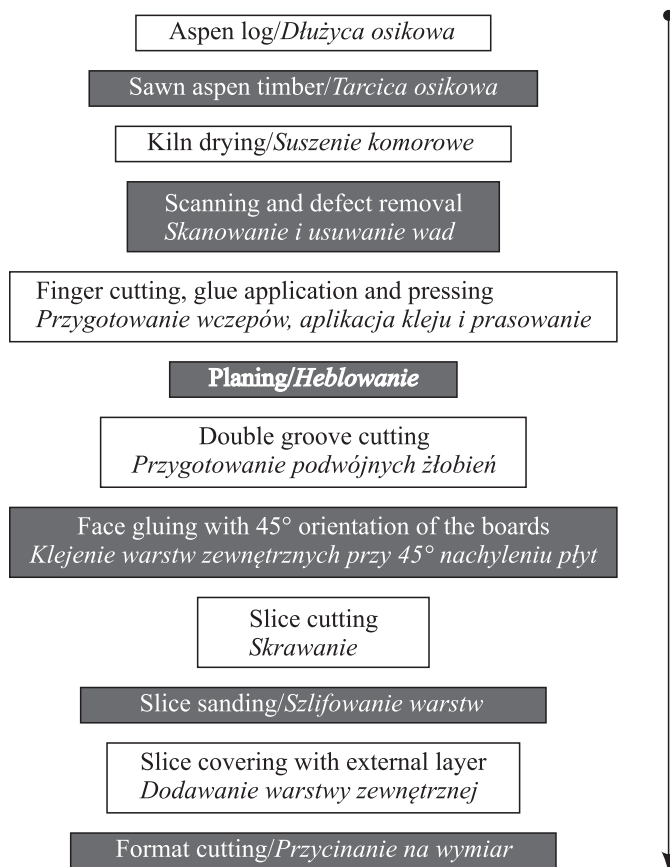 Aspen log/Dłużyca osikowa
Sawn aspen timber/Tarcica osikowa
Kiln drying/Suszenie komorowe
Scanning and defect removal
Skanowanie i usuwanie wad
Finger cutting, glue application and pressing
Przygotowanie wczepów, aplikacja kleju i prasowanie
Planing/Heblowanie
Double groove cutting
Przygotowanie podwójnych żłobień
Face gluing with 45° orientation of the boards
Klejenie warstw zewnętrznych przy 45° nachyleniu płyt
Slice cutting
Skrawanie
Slice sanding/Szlifowanie warstw
Slice covering with external layer
Dodawanie warstwy zewnętrznej
Format cutting/Przycinanie na wymiar